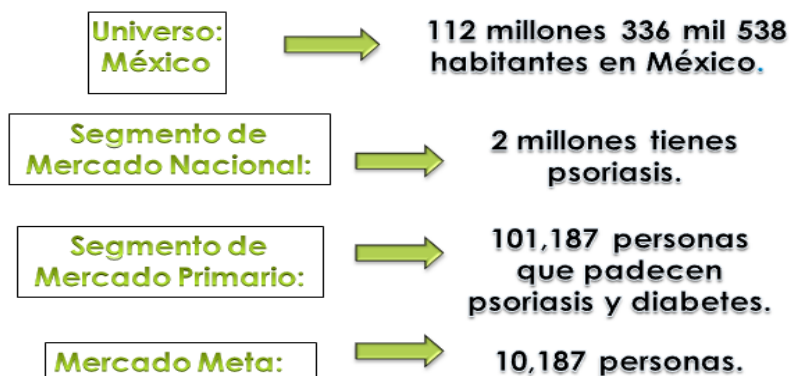 Universo:
México
112 millones 336 mil 538
habitantes en México.
Segmento de
Mercado Nacional:
2 millones tienes
psoriasis.
Segmento de
Mercado Primario:
101,187 personas
que padecen
psoriasis y diabetes.
Mercado Meta:
10,187 personas.